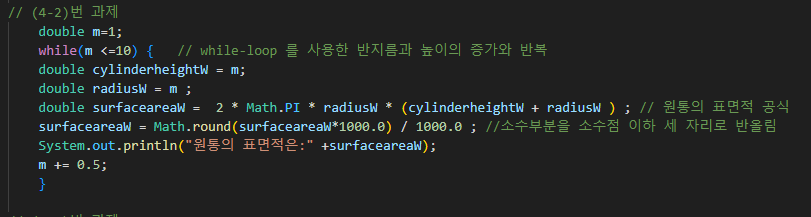 // (4-2)번 과제
double m=1;
while(m <=10) {   // while-loop 를 사용한 반지름과 높이의 증가와 반복
double cylinderheightW = m;
double radiusW = m ;
double surfaceareaW =  2 * Math.PI * radiusW * (cylinderheightW + radiusW ) ; // 원통의 표면적 공식
surfaceareaW = Math.round(surfaceareaW*1000.0) / 1000.0 ; //소수부분을 소수점 이하 세 자리로 반올림
System.out.println("원통의 표면적은:" +surfaceareaW);
m += 0.5;
}